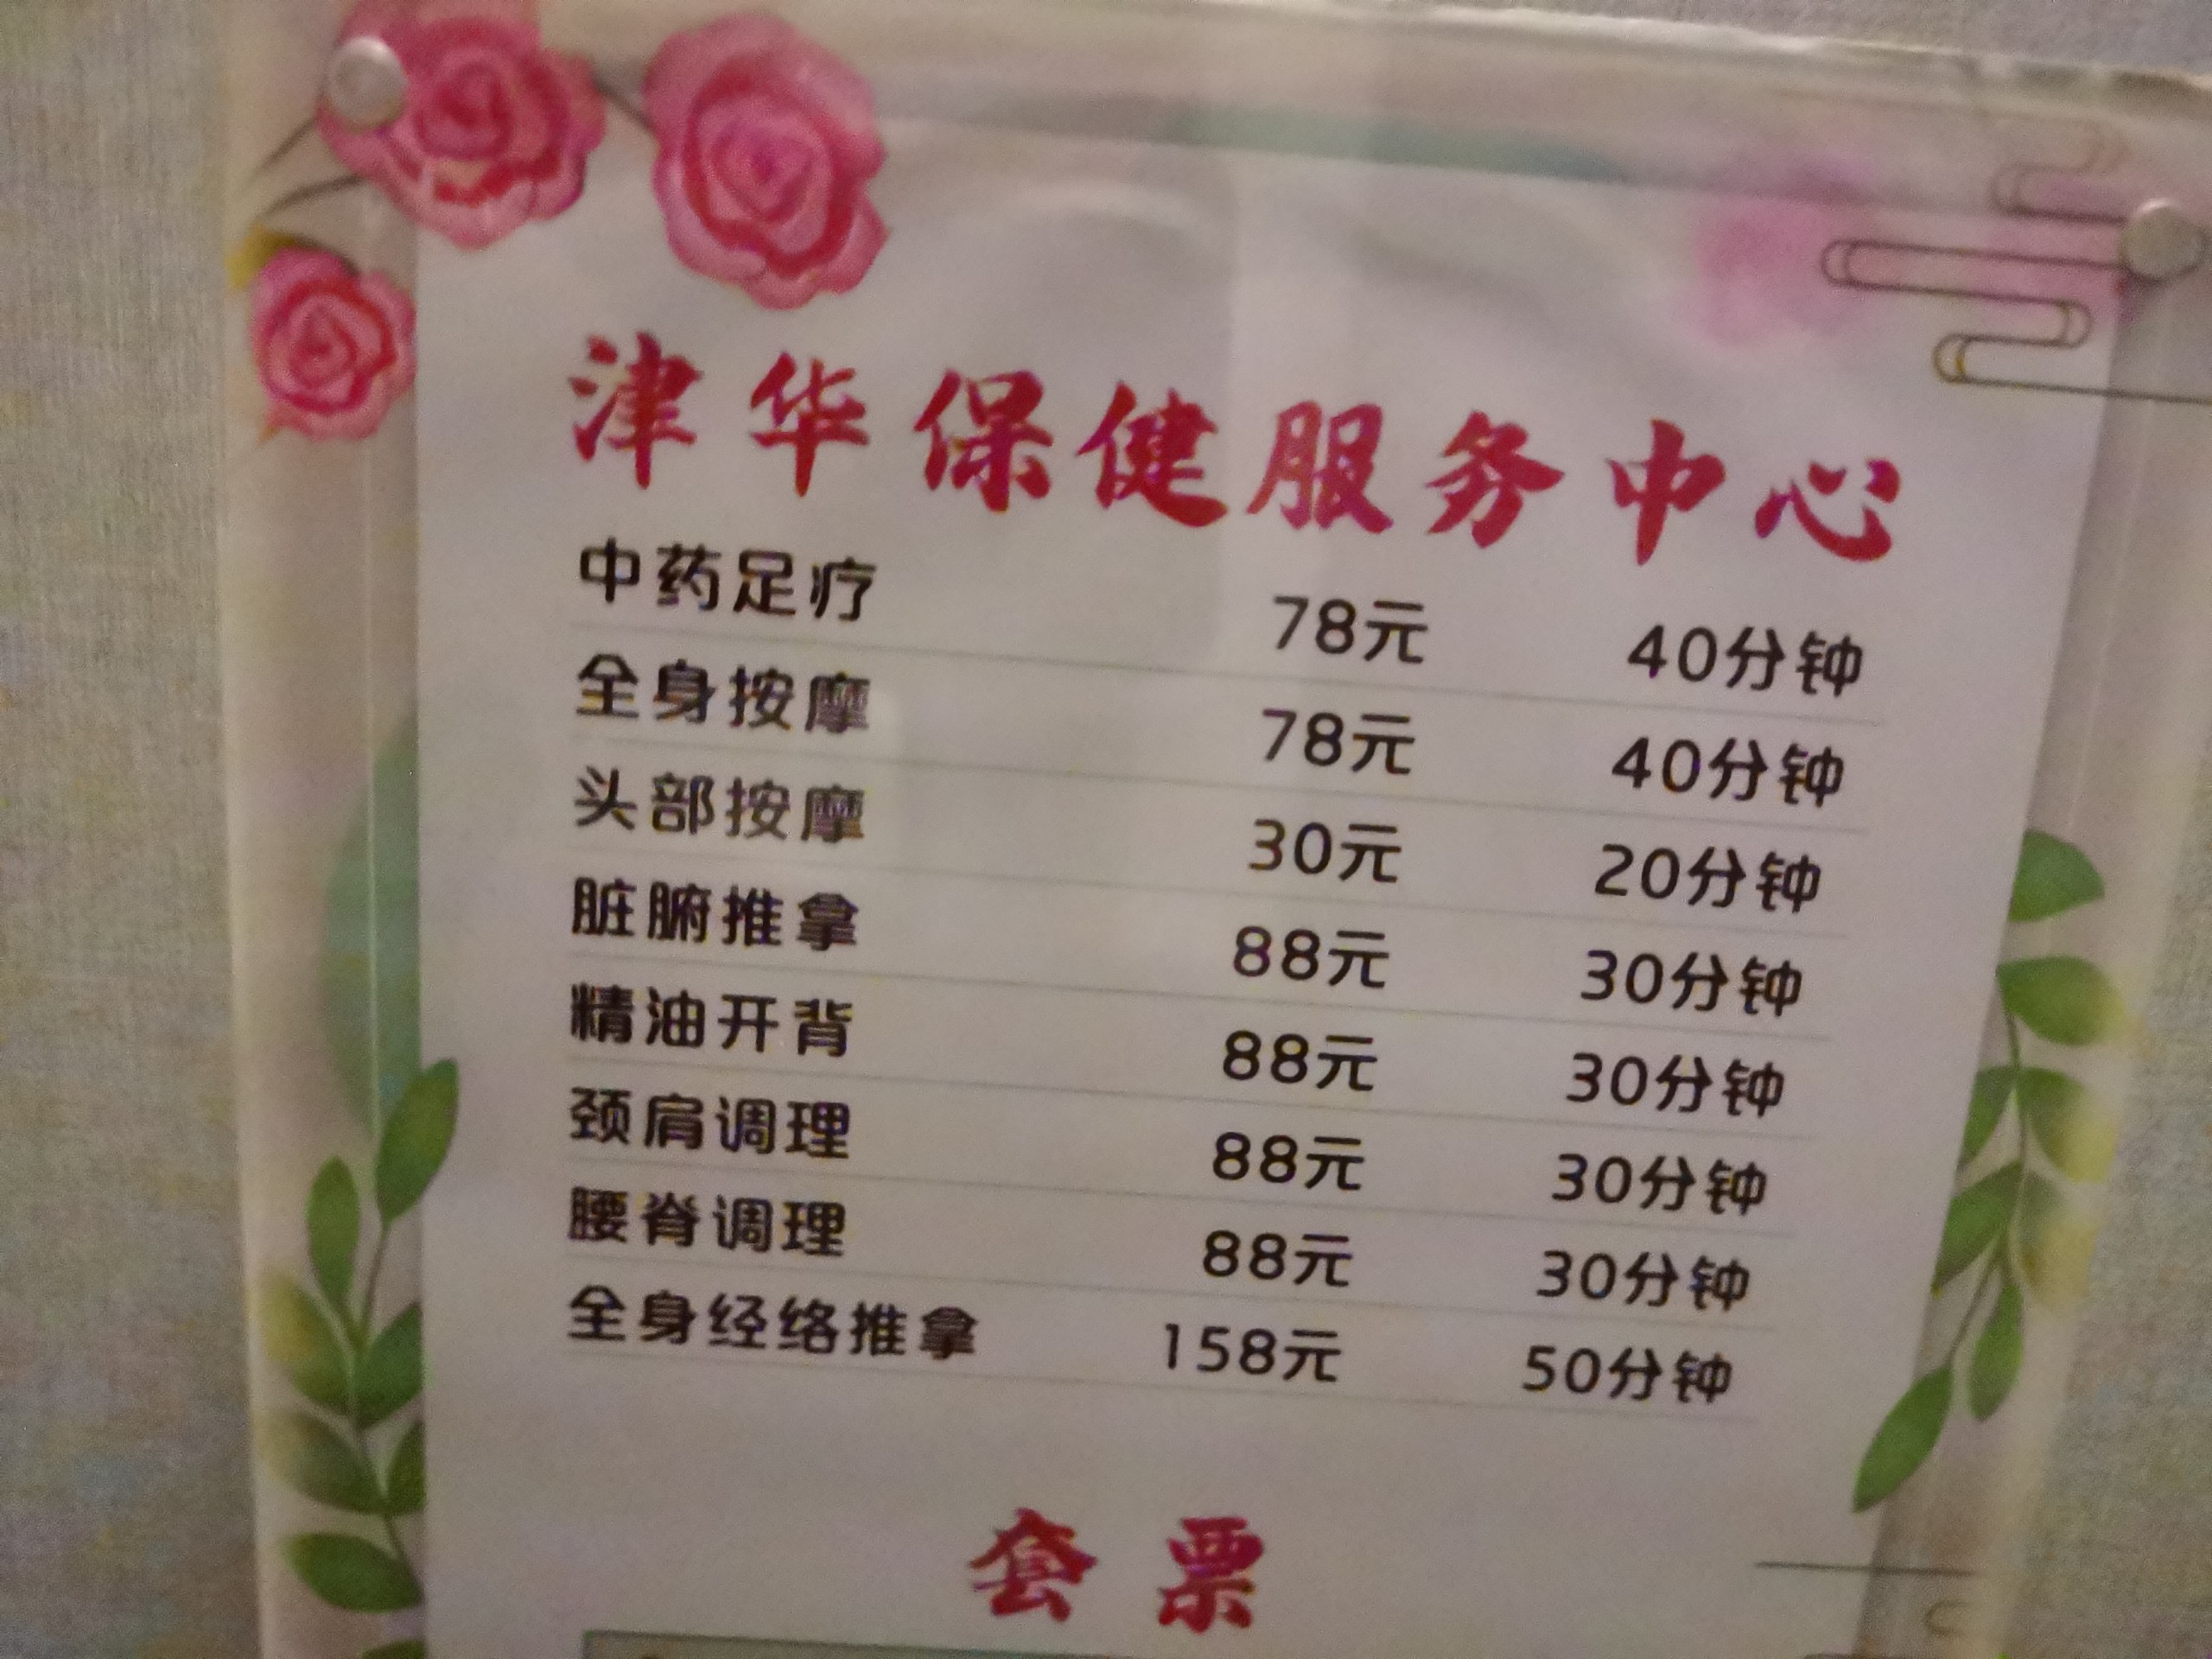 津华保健服务中心
中药足疗 78元 40分钟
全身按摩 78元 40分钟
头部按摩 30元 20分钟
脏腑推拿 88元 30分钟
精油开背 88元 30分钟
颈肩调理 88元 30分钟
腰脊调理 88元 30分钟
全身经络推拿 158元 50分钟
套票